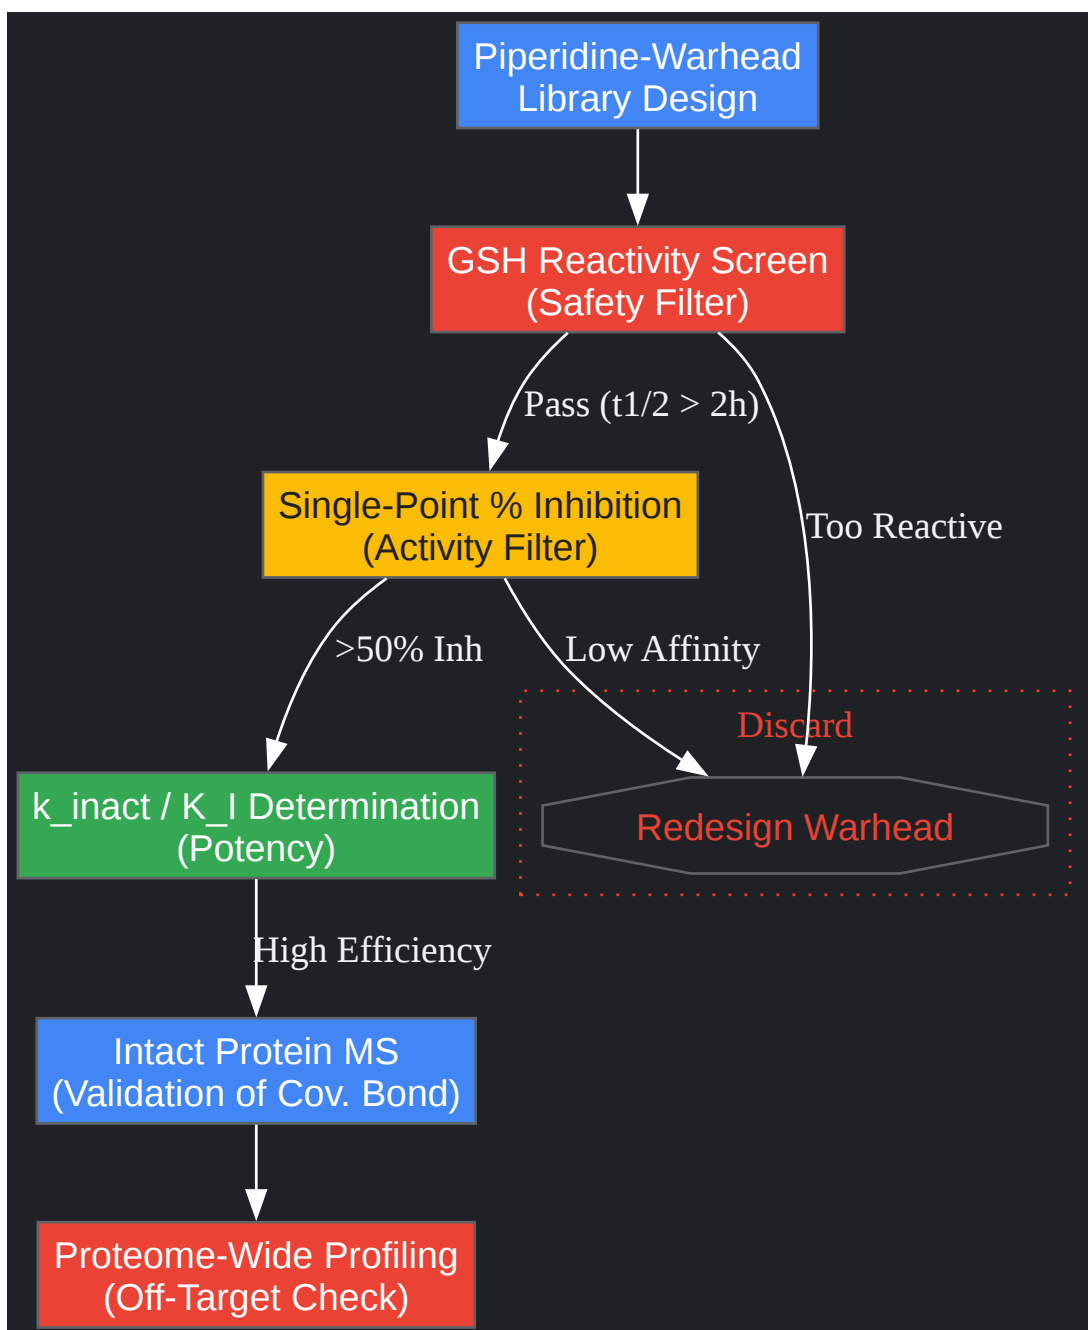 Piperidine-Warhead
Library Design
GSH Reactivity Screen
(Safety Filter)
Pass (t1/2 > 2h)
Single-Point % Inhibition
(Activity Filter)
Too Reactive
>50% Inh
Low Affinity
Discard
k_inact / K_I Determination
(Potency)
Redesign Warhead
High Efficiency
Intact Protein MS
(Validation of Cov. Bond)
Proteome-Wide Profiling
(Off-Target Check)